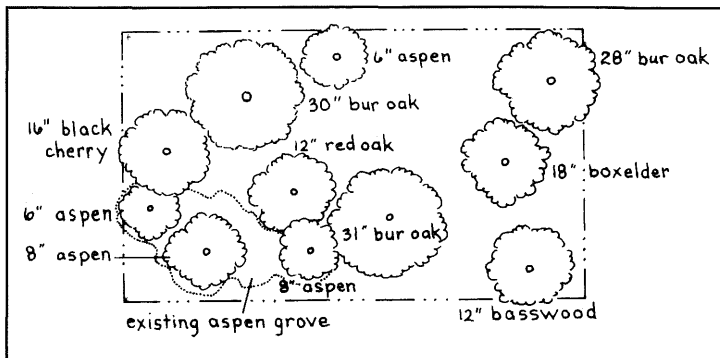 28" bur oak
6" aspen
30" bur oak
16" black
cherry
12" red oak
18" boxelder
6" aspen
31" bur oak
8" aspen
8" aspen
existing aspen grove
12" basswood